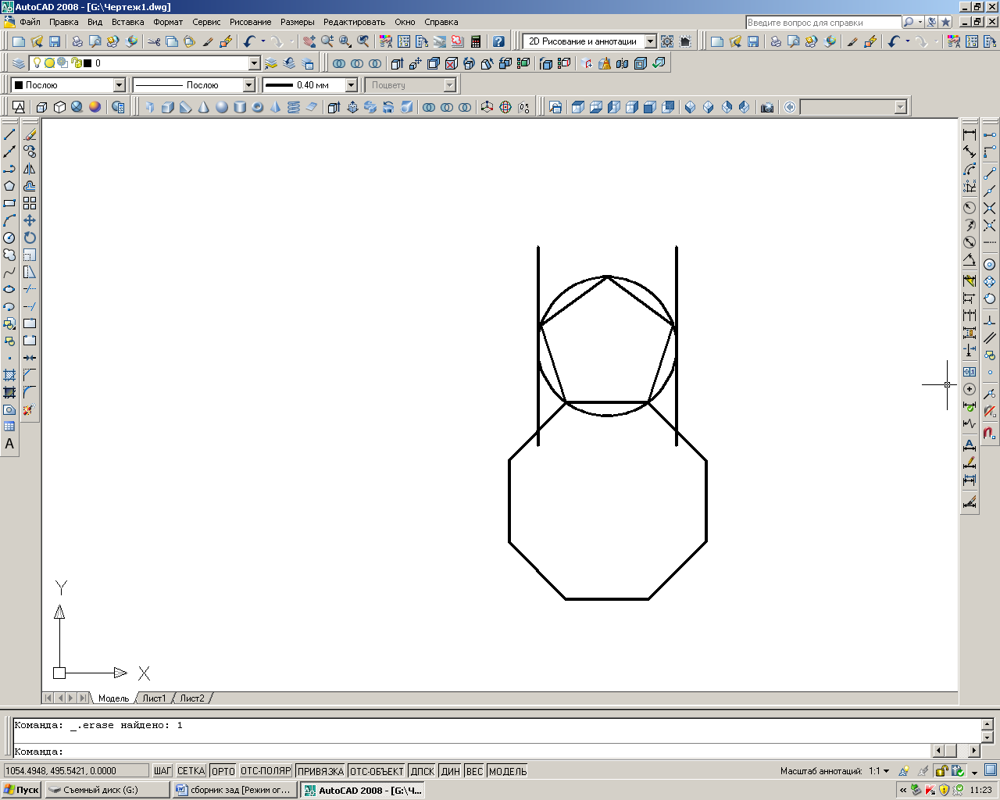 AutoCAD 2008 - [G:\Чертеж1.dwg]
Файл Правка Вид Вставка Формат Сервис Рисование Размеры Редактировать Окно Справка
Введите вопрос для справки
2D Рисование и аннотации
0
Послою Послою 0.40 мм Поцвету
Y
X
Модель Лист1 Лист2
Команда: _.erase найдено: 1
Команда:
1054.4948, 495.5421, 0.0000 ШАГ СЕТКА ОРТО ОТС-ПОЛЯР ПРИВЯЗКА ОТС-ОБЪЕКТ ДПСК ДИН ВЕС МОДЕЛЬ Масштаб аннотаций: 1:1
Пуск Съемный диск (G:) сборник зад [Режим ог... AutoCAD 2008 - [G:\Ч... 11:23